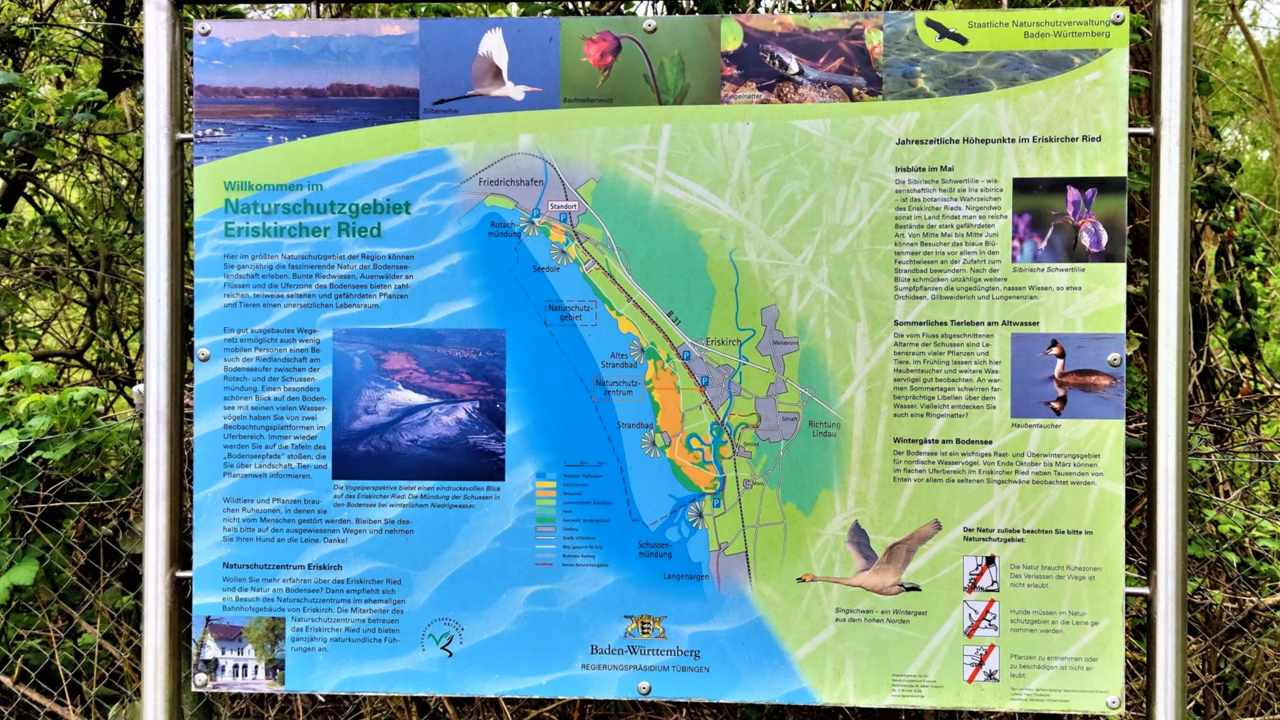 Staatliche Naturschutzverwaltung
Baden-Württemberg
Silberreiher
Bachnelkenwurz
Ringelnatter
Willkommen im
Naturschutzgebiet
Eriskircher Ried
Hier im größten Naturschutzgebiet der Region können
Sie ganzjährig die faszinierende Natur der Bodensee-
landschaft erleben. Bunte Riedwiesen, Auenwälder an
Flüssen und die Uferzone des Bodensees bieten zahl-
reichen, teilweise seltenen und gefährdeten Pflanzen
und Tieren einen unersetzlichen Lebensraum.
Ein gut ausgebautes Wege-
netz ermöglicht auch wenig
mobilen Personen einen Be-
such der Riedlandschaft am
Bodenseeufer zwischen der
Rotach- und der Schussen-
mündung. Einen besonders
schönen Blick auf den Boden-
see mit seinen vielen Wasser-
vögeln haben Sie von zwei
Beobachtungsplattformen im
Uferbereich. Immer wieder
werden Sie auf die Tafeln des
„Bodenseepfads“ stoßen, die
Sie über Landschaft, Tier- und
Pflanzenwelt informieren.
Die Vogelperspektive bietet einen eindrucksvollen Blick
auf das Eriskircher Ried: Die Mündung der Schussen in
den Bodensee bei winterlichem Niedrigwasser.
Wildtiere und Pflanzen brau-
chen Ruhezonen, in denen sie
nicht vom Menschen gestört werden. Bleiben Sie des-
halb bitte auf den ausgewiesenen Wegen und nehmen
Sie Ihren Hund an die Leine. Danke!
Naturschutzzentrum Eriskirch
Wollen Sie mehr erfahren über das Eriskircher Ried
und die Natur am Bodensee? Dann empfiehlt sich
ein Besuch des Naturschutzzentrums im ehemaligen
Bahnhofsgebäude von Eriskirch. Die Mitarbeiter des
Naturschutzzentrums betreuen
das Eriskircher Ried und bieten
ganzjährig naturkundliche Füh-
rungen an.
Friedrichshafen
Standort
P
P
Rotach-
mündung
Seedole
Naturschutz-
gebiet
B 31
Eriskirch
Mariabrunn
P
Altes
Strandbad
P
Naturschutz-
zentrum
Schlatt
Strandbad
Richtung
Lindau
P
Schussen-
mündung
Langenargen
Baden-Württemberg
REGIERUNGSPRÄSIDIUM TÜBINGEN
Jahreszeitliche Höhepunkte im Eriskircher Ried
Irisblüte im Mai
Die Sibirische Schwertlilie – wis-
senschaftlich heißt sie Iris sibirica
– ist das botanische Wahrzeichen
des Eriskircher Rieds. Nirgendwo
sonst im Land findet man so reiche
Bestände der stark gefährdeten
Art. Von Mitte Mai bis Mitte Juni
können Besucher das blaue Blü-
tenmeer der Iris vor allem in den
Feuchtwiesen an der Zufahrt zum
Strandbad bewundern. Nach der
Blüte schmücken unzählige weitere
Sumpfpflanzen die ungedüngten, nassen Wiesen, so etwa
Orchideen, Gilbweiderich und Lungenenzian.
Sibirische Schwertlilie
Sommerliches Tierleben am Altwasser
Die vom Fluss abgeschnittenen
Altarme der Schussen sind Le-
bensraum vieler Pflanzen und
Tiere. Im Frühling lassen sich hier
Haubentaucher und weitere Was-
servögel gut beobachten. An war-
men Sommertagen schwirren far-
benprächtige Libellen über dem
Wasser. Vielleicht entdecken Sie
auch eine Ringelnatter?
Haubentaucher
Wintergäste am Bodensee
Der Bodensee ist ein wichtiges Rast- und Überwinterungsgebiet
für nordische Wasservögel. Von Ende Oktober bis März können
im flachen Uferbereich im Eriskircher Ried neben Tausenden von
Enten vor allem die seltenen Singschwäne beobachtet werden.
Singschwan – ein Wintergast
aus dem hohen Norden
Der Natur zuliebe beachten Sie bitte im
Naturschutzgebiet:
Die Natur braucht Ruhezonen:
Das Verlassen der Wege ist
nicht erlaubt.
Hunde müssen im Natur-
schutzgebiet an die Leine ge-
nommen werden.
Pflanzen zu entnehmen oder
zu beschädigen ist nicht er-
laubt.